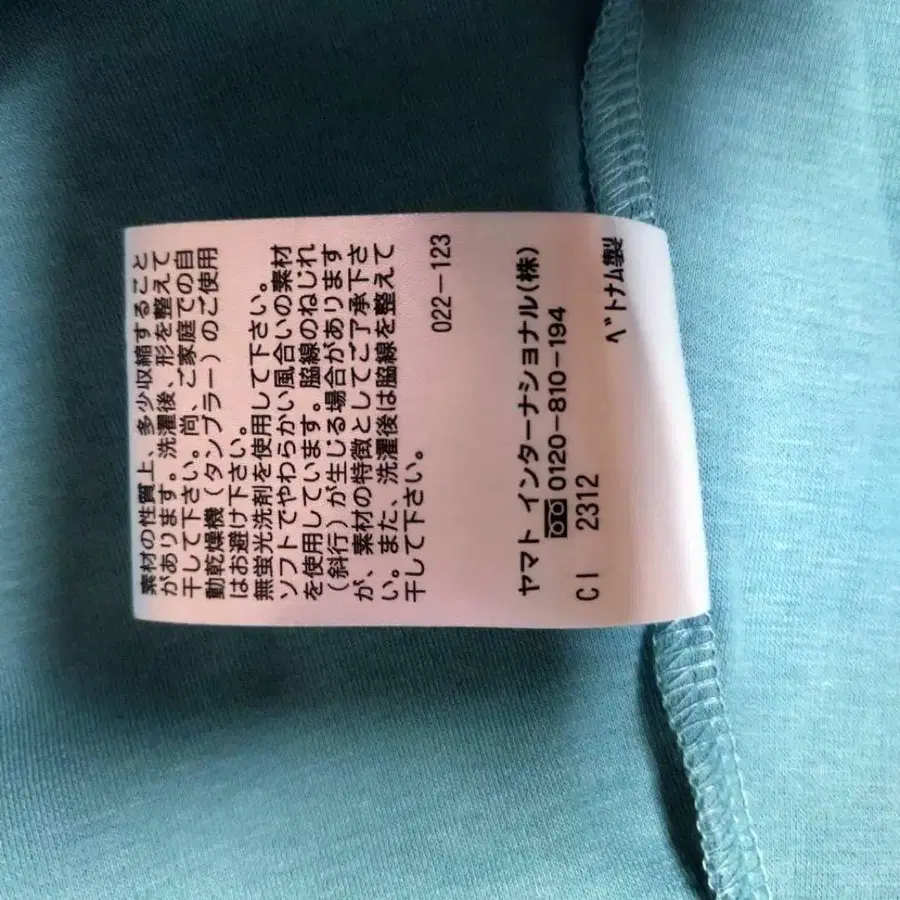 素材の性質上、多少収縮すること
があります。洗濯後、形を整えて
干して下さい。尚、ご家庭での自
動乾燥機(タンブラー)のご使用
はお避け下さい。
無蛍光洗剤を使用して下さい。
ソフトでやわらかい風合いの素材
を使用しています。脇線のねじれ
(斜行)が生じる場合があります
が、素材の特徴としてご了承下さ
い。また、洗濯後は脇線を整えて
干して下さい。
022-123
ヤマト インターナショナル(株)
0120-810-194
CI 2312
ベトナム製